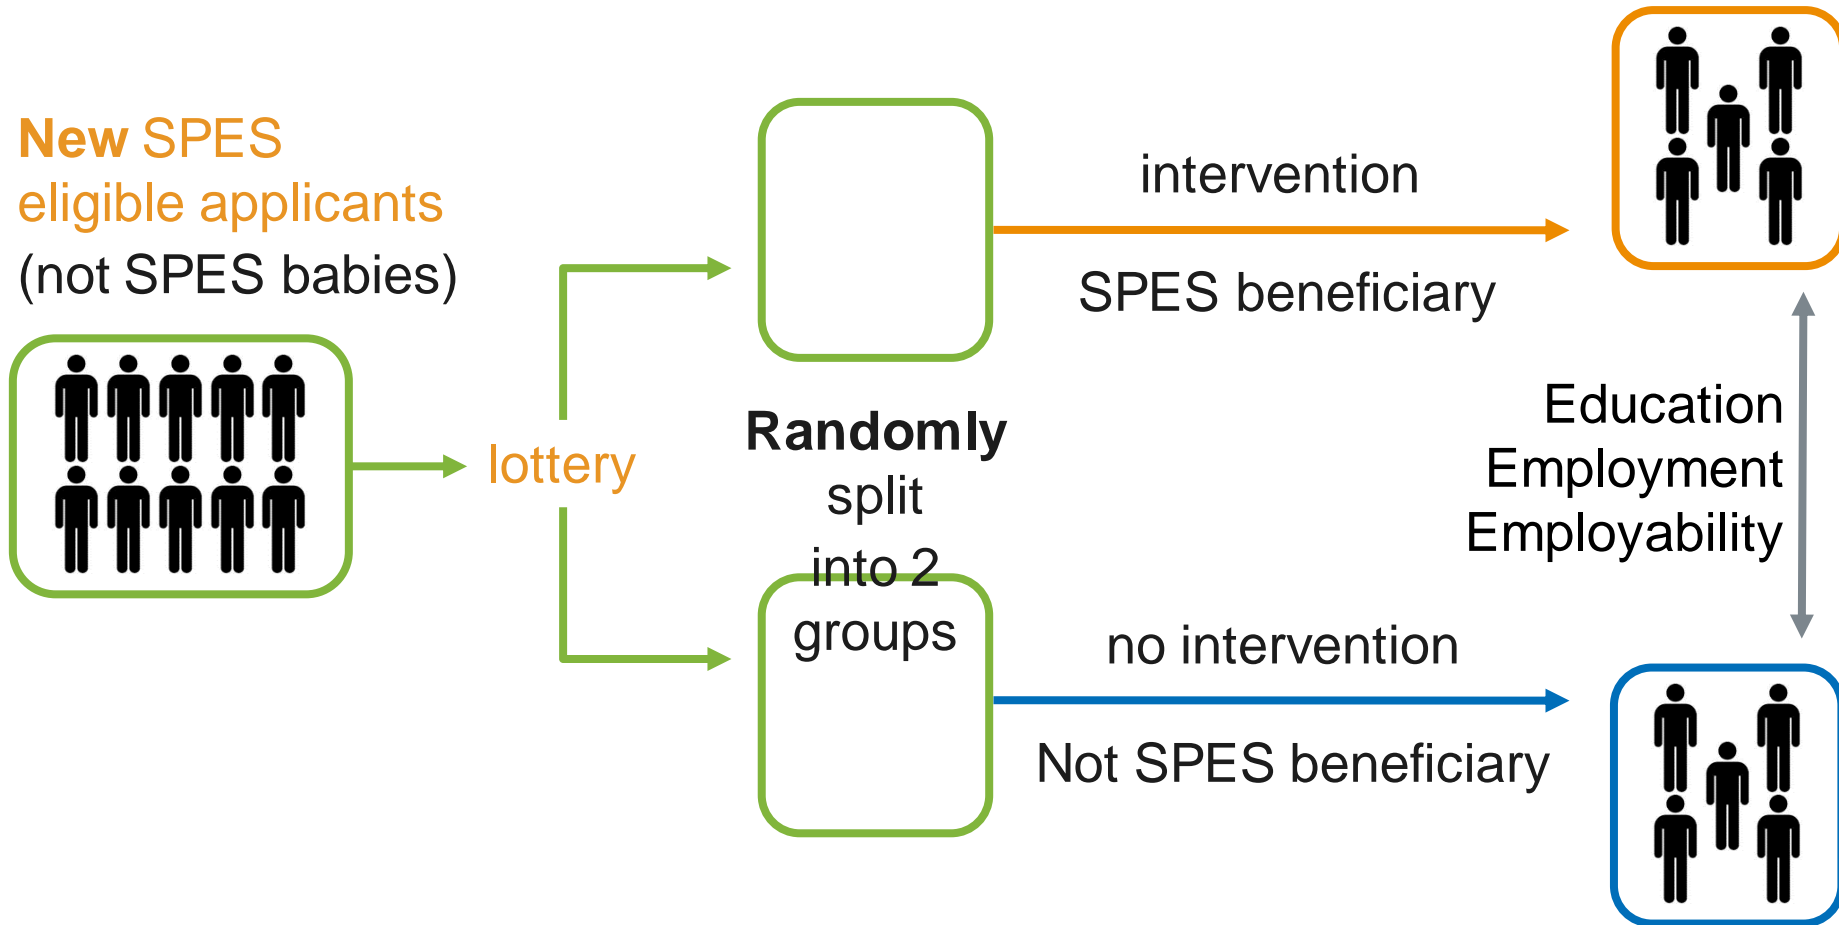 New SPES
eligible applicants
(not SPES babies)
lottery
Randomly
split
into 2
groups
intervention
SPES beneficiary
no intervention
Not SPES beneficiary
Education
Employment
Employability